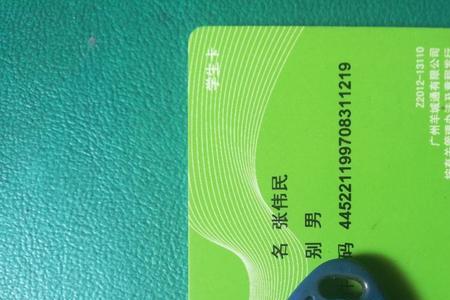 学生卡
名 张伟民
别 男
码 445221199708311219
Z2012-13110
广州羊城通有限公司